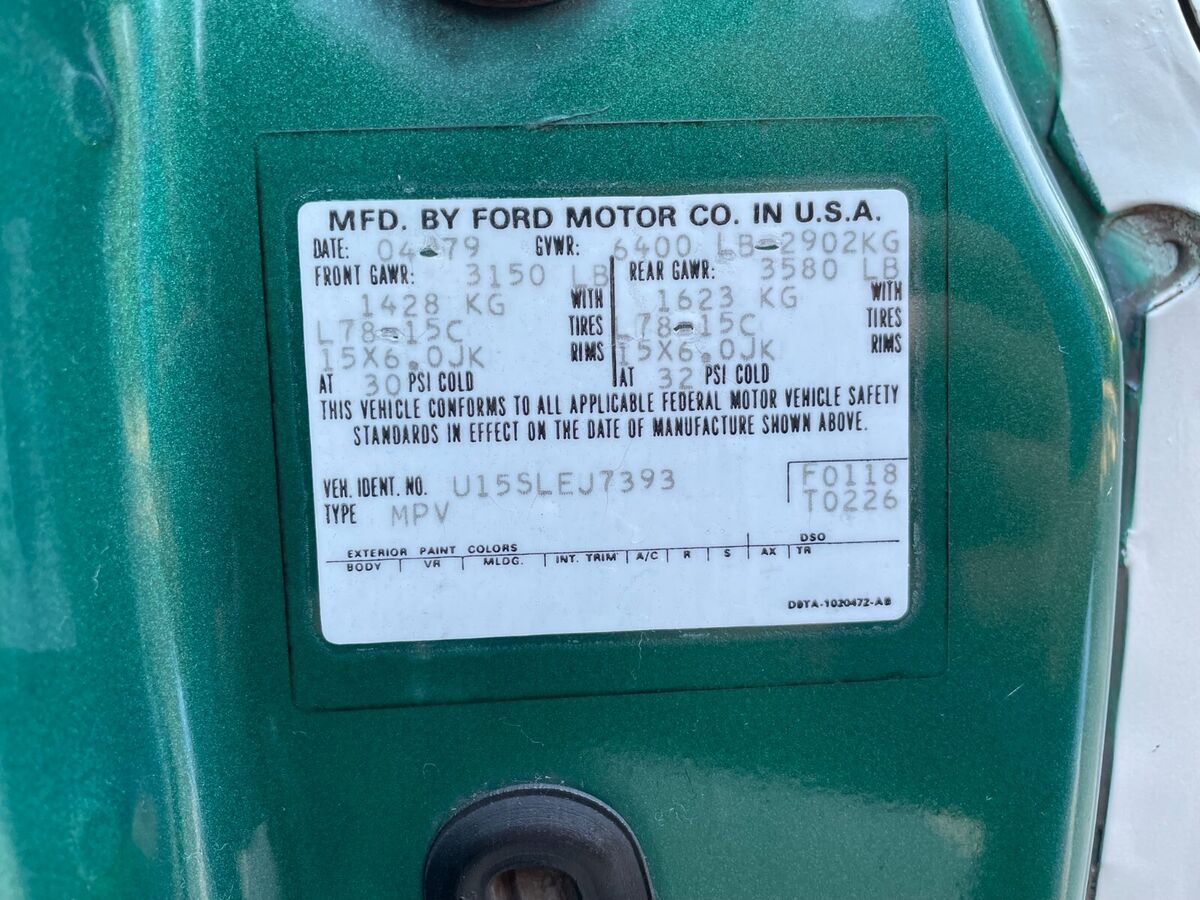 MFD. BY FORD MOTOR CO. IN U.S.A.
DATE: 04-79 GVWR: 6400 LB-2902KG
FRONT GAWR: 3150 LB REAR GAWR: 3580 LB
1428 KG WITH 1623 KG WITH
L78-15C TIRES L78-15C TIRES
15X6.0JK RIMS 15X6.0JK RIMS
AT 30 PSI COLD AT 32 PSI COLD
THIS VEHICLE CONFORMS TO ALL APPLICABLE FEDERAL MOTOR VEHICLE SAFETY
STANDARDS IN EFFECT ON THE DATE OF MANUFACTURE SHOWN ABOVE.
VEH. IDENT. NO. U15SLEJ7393 F0118
TYPE MPV T0226
EXTERIOR PAINT COLORS DSO
BODY VR MLDG. INT. TRIM A/C R S AX TR
D9TA-1020472-AB